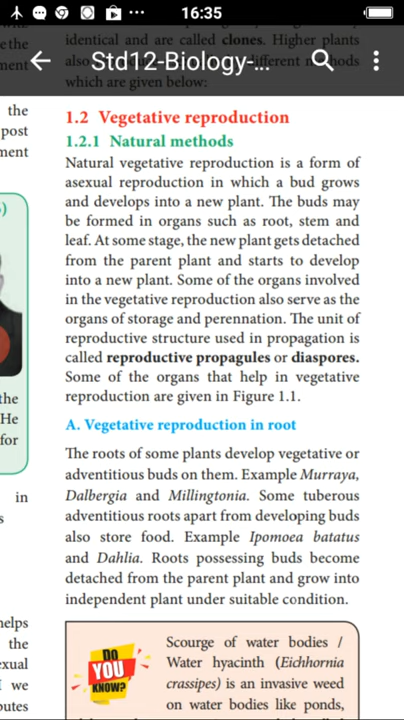 16:35
Std12-Biology-...
identical and are called clones. Higher plants
which are given below:
1.2 Vegetative reproduction
1.2.1 Natural methods
Natural vegetative reproduction is a form of
asexual reproduction in which a bud grows
and develops into a new plant. The buds may
be formed in organs such as root, stem and
leaf. At some stage, the new plant gets detached
from the parent plant and starts to develop
into a new plant. Some of the organs involved
in the vegetative reproduction also serve as the
organs of storage and perennation. The unit of
reproductive structure used in propagation is
called reproductive propagules or diaspores.
Some of the organs that help in vegetative
reproduction are given in Figure 1.1.
A. Vegetative reproduction in root
The roots of some plants develop vegetative or
adventitious buds on them. Example Murraya,
Dalbergia and Millingtonia. Some tuberous
adventitious roots apart from developing buds
also store food. Example Ipomoea batatus
and Dahlia. Roots possessing buds become
detached from the parent plant and grow into
independent plant under suitable condition.
DO
YOU
KNOW?
Scourge of water bodies /
Water hyacinth (Eichhornia
crassipes) is an invasive weed
on water bodies like ponds,
the
post
the
He
for
in
the
we